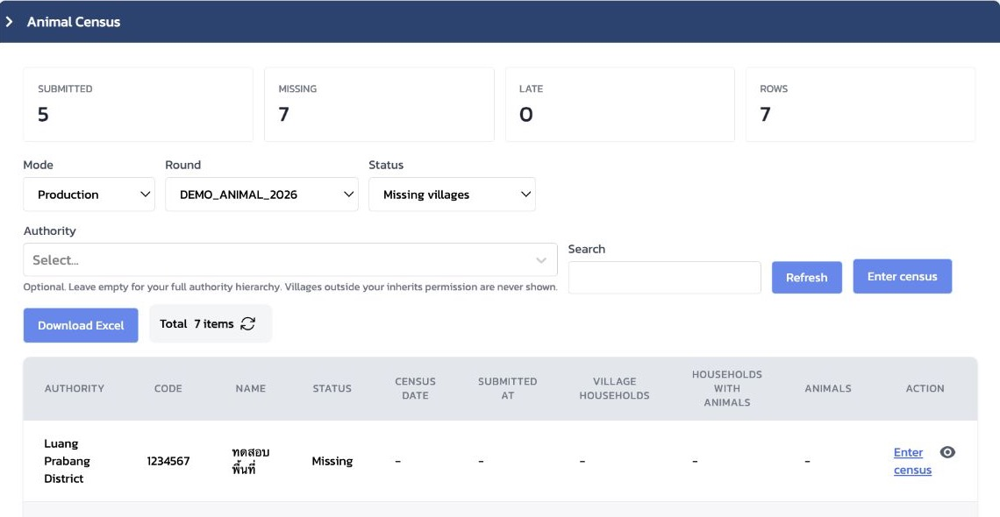 Animal Census
SUBMITTED
5
MISSING
7
LATE
0
ROWS
7
Mode
Production
Round
DEMO_ANIMAL_2026
Status
Missing villages
Authority
Select...
Optional. Leave empty for your full authority hierarchy. Villages outside your inherits permission are never shown.
Search
Refresh
Enter census
Download Excel
Total 7 items
AUTHORITY
CODE
NAME
STATUS
CENSUS
DATE
SUBMITTED
AT
VILLAGE
HOUSEHOLDS
HOUSEHOLDS
WITH
ANIMALS
ANIMALS
ACTION
Luang
Prabang
District
1234567
ทดสอบ
พื้นที่
Missing
-
-
-
-
-
Enter
census